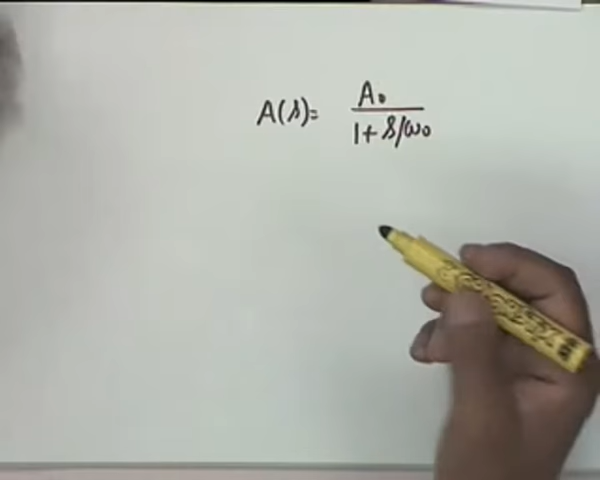 A(s) = A₀ / (1 + s/ω₀)